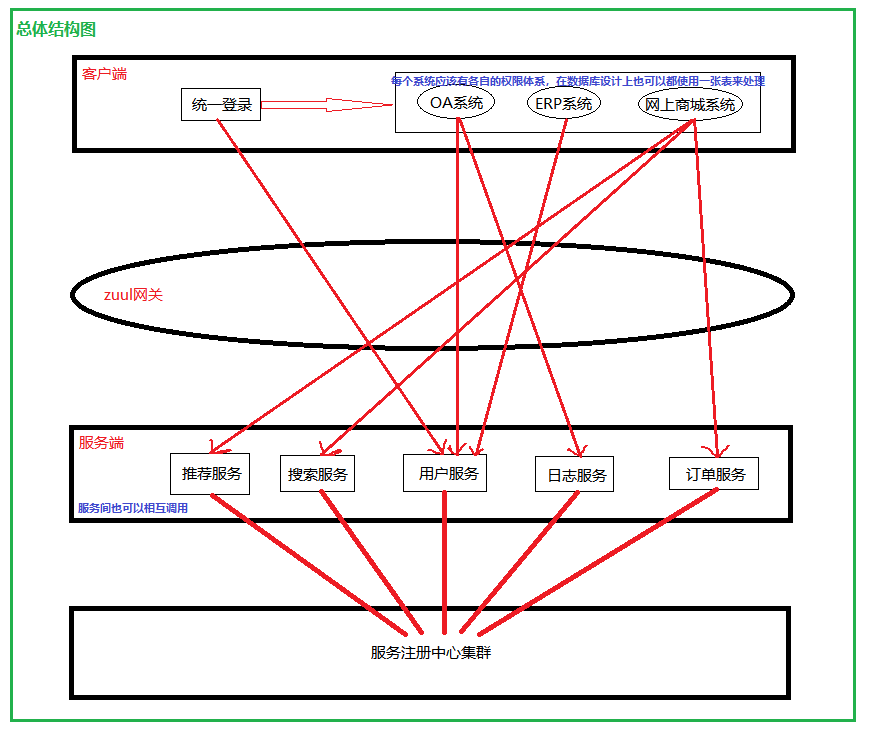 总体结构图
客户端
每个系统应该有各自的权限体系，在数据库设计上也可以都使用一张表来处理
统一登录
OA系统
ERP系统
网上商城系统
zuul网关
服务端
推荐服务
搜索服务
用户服务
日志服务
订单服务
服务间也可以相互调用
服务注册中心集群